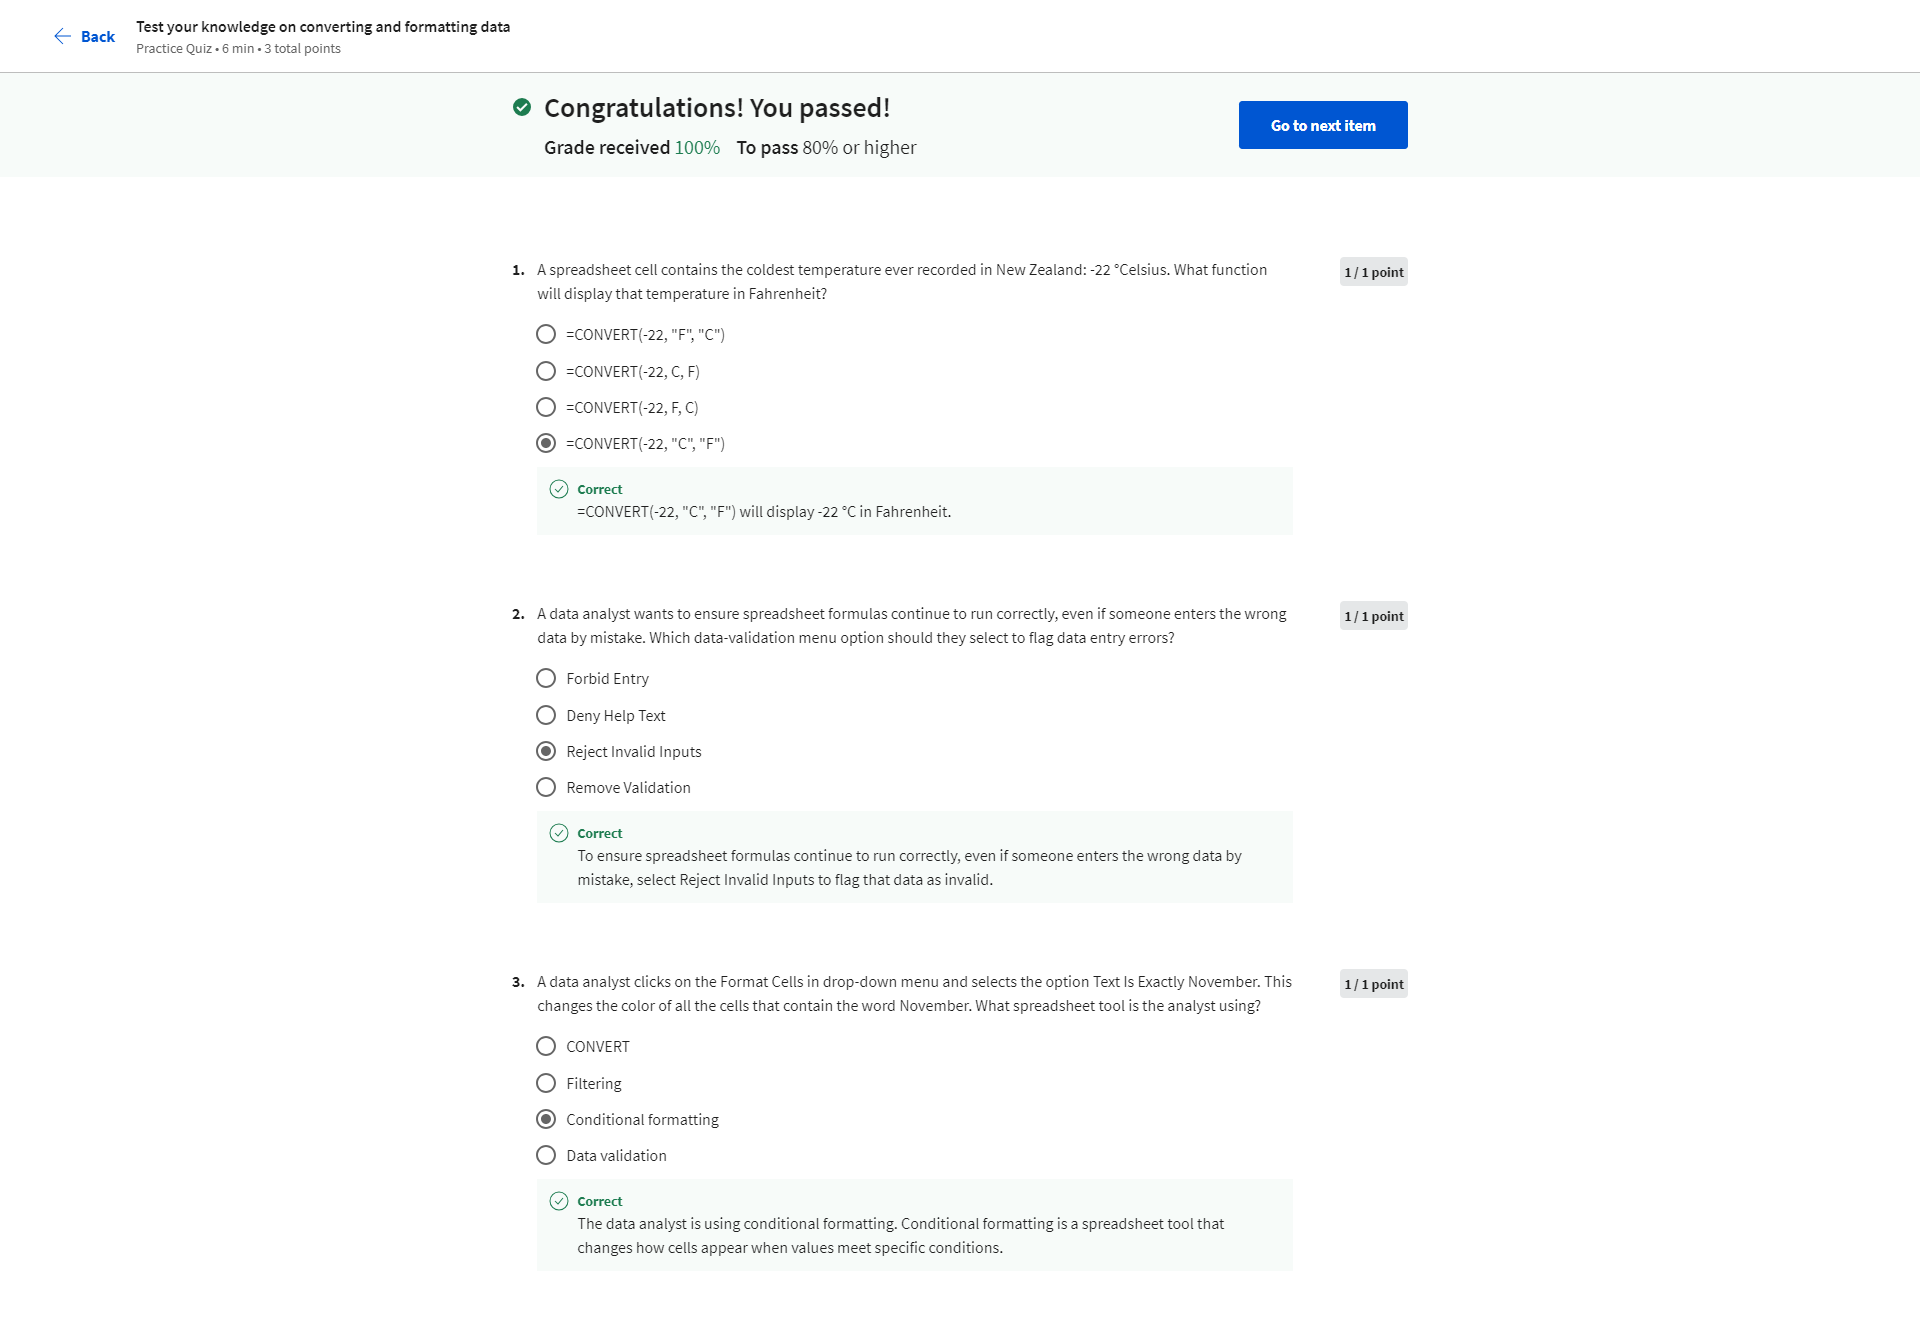 Back
Test your knowledge on converting and formatting data
Practice Quiz • 6 min • 3 total points
Congratulations! You passed!
Grade received 100% To pass 80% or higher
Go to next item
1. A spreadsheet cell contains the coldest temperature ever recorded in New Zealand: -22 °Celsius. What function
will display that temperature in Fahrenheit?
1 / 1 point
=CONVERT(-22, "F", "C")
=CONVERT(-22, C, F)
=CONVERT(-22, F, C)
=CONVERT(-22, "C", "F")
Correct
=CONVERT(-22, "C", "F") will display -22 °C in Fahrenheit.
2. A data analyst wants to ensure spreadsheet formulas continue to run correctly, even if someone enters the wrong
data by mistake. Which data-validation menu option should they select to flag data entry errors?
1 / 1 point
Forbid Entry
Deny Help Text
Reject Invalid Inputs
Remove Validation
Correct
To ensure spreadsheet formulas continue to run correctly, even if someone enters the wrong data by
mistake, select Reject Invalid Inputs to flag that data as invalid.
3. A data analyst clicks on the Format Cells in drop-down menu and selects the option Text Is Exactly November. This
changes the color of all the cells that contain the word November. What spreadsheet tool is the analyst using?
1 / 1 point
CONVERT
Filtering
Conditional formatting
Data validation
Correct
The data analyst is using conditional formatting. Conditional formatting is a spreadsheet tool that
changes how cells appear when values meet specific conditions.